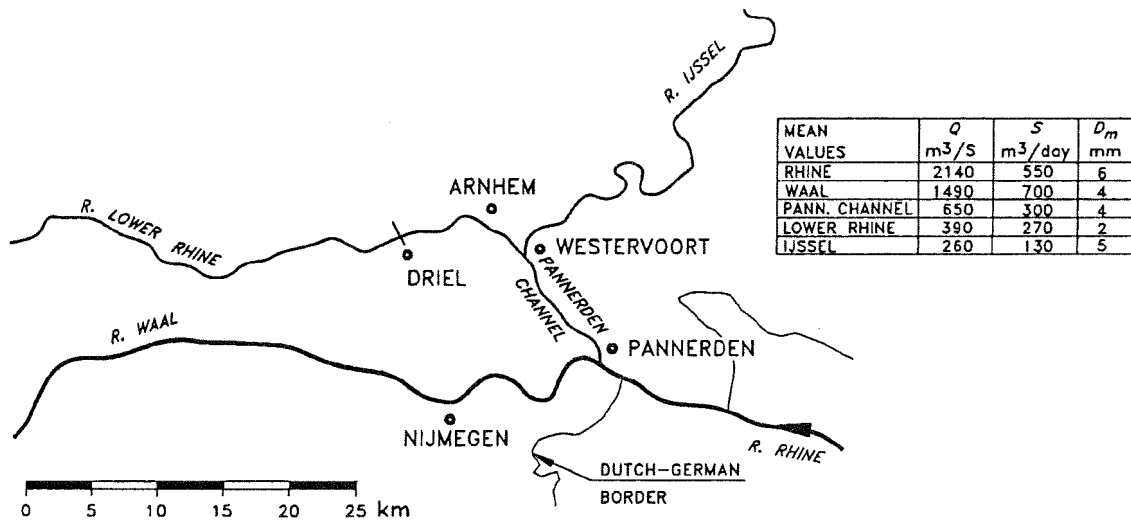 R. IJSSEL
MEAN VALUES Q m³/S S m³/day Dm mm
RHINE 2140 550 6
WAAL 1490 700 4
PANN. CHANNEL 650 300 4
LOWER RHINE 390 270 2
IJSSEL 260 130 5
ARNHEM
R. LOWER RHINE
WESTERVOORT
DRIEL
PANNERDEN
CHANNEL
R. WAAL
PANNERDEN
NIJMEGEN
R. RHINE
DUTCH-GERMAN
BORDER
0 5 10 15 20 25 km